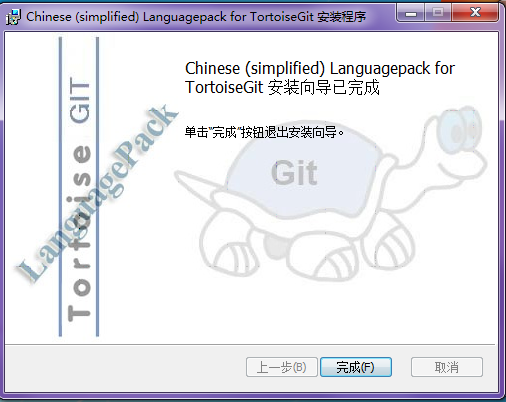 Chinese (simplified) Languagepack for TortoiseGit 安装程序
Chinese (simplified) Languagepack for
TortoiseGit 安装向导已完成
单击"完成"按钮退出安装向导。
Git
Tortoise GIT
LanguagePack
上一步(B)
完成(F)
取消